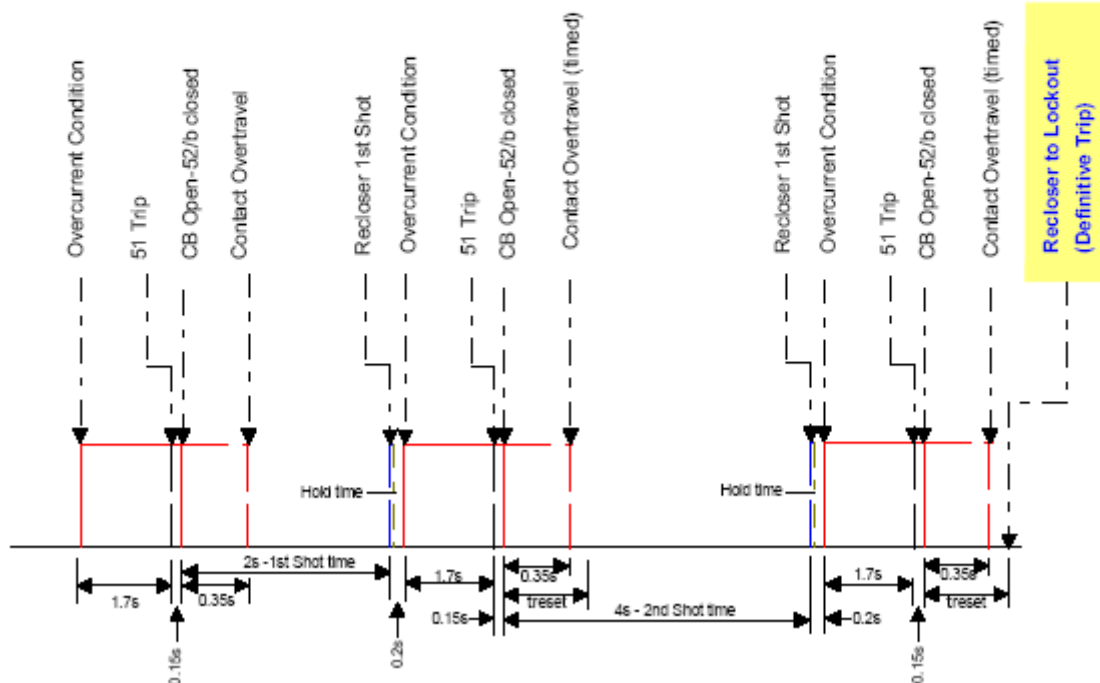 Overcurrent Condition
51 Trip
CB Open-52/b closed
Contact Overtravel
Recloser 1st Shot
Overcurrent Condition
51 Trip
CB Open-52/b closed
Contact Overtravel (timed)
Recloser 1st Shot
Overcurrent Condition
51 Trip
CB Open-52/b closed
Contact Overtravel (timed)
Recloser to Lockout
(Definitive Trip)
Hold time
Hold time
2s -1st Shot time
1.7s
0.35s
0.15s
0.2s
1.7s
0.15s
0.35s
treset
4s - 2nd Shot time
1.7s
0.2s
0.35s
treset
0.15s